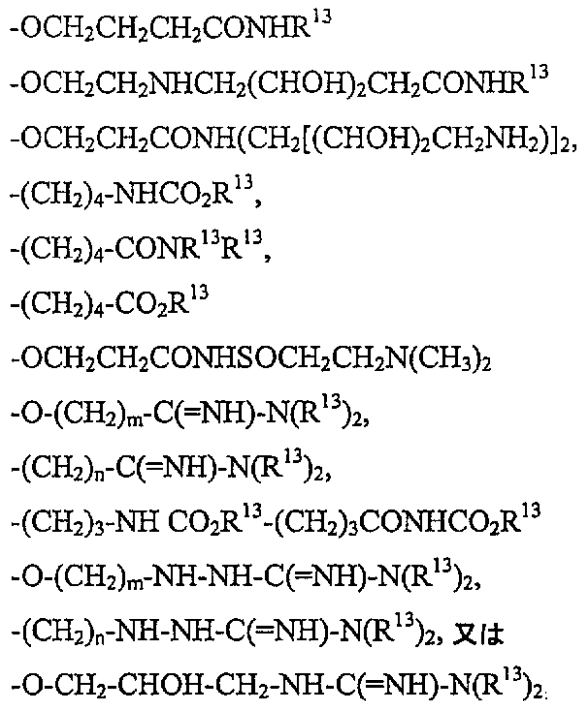 -OCH₂CH₂CH₂CONHR¹³
-OCH₂CH₂NHCH₂(CHOH)₂CH₂CONHR¹³
-OCH₂CH₂CONH(CH₂[(CHOH)₂CH₂NH₂)]₂,
-(CH₂)₄-NHCO₂R¹³,
-(CH₂)₄-CONR¹³R¹³,
-(CH₂)₄-CO₂R¹³
-OCH₂CH₂CONHSOCH₂CH₂N(CH₃)₂
-O-(CH₂)ₘ-C(=NH)-N(R¹³)₂,
-(CH₂)ₙ-C(=NH)-N(R¹³)₂,
-(CH₂)₃-NH CO₂R¹³-(CH₂)₃CONHCO₂R¹³
-O-(CH₂)ₘ-NH-NH-C(=NH)-N(R¹³)₂,
-(CH₂)ₙ-NH-NH-C(=NH)-N(R¹³)₂, 又は
-O-CH₂-CHOH-CH₂-NH-C(=NH)-N(R¹³)₂.